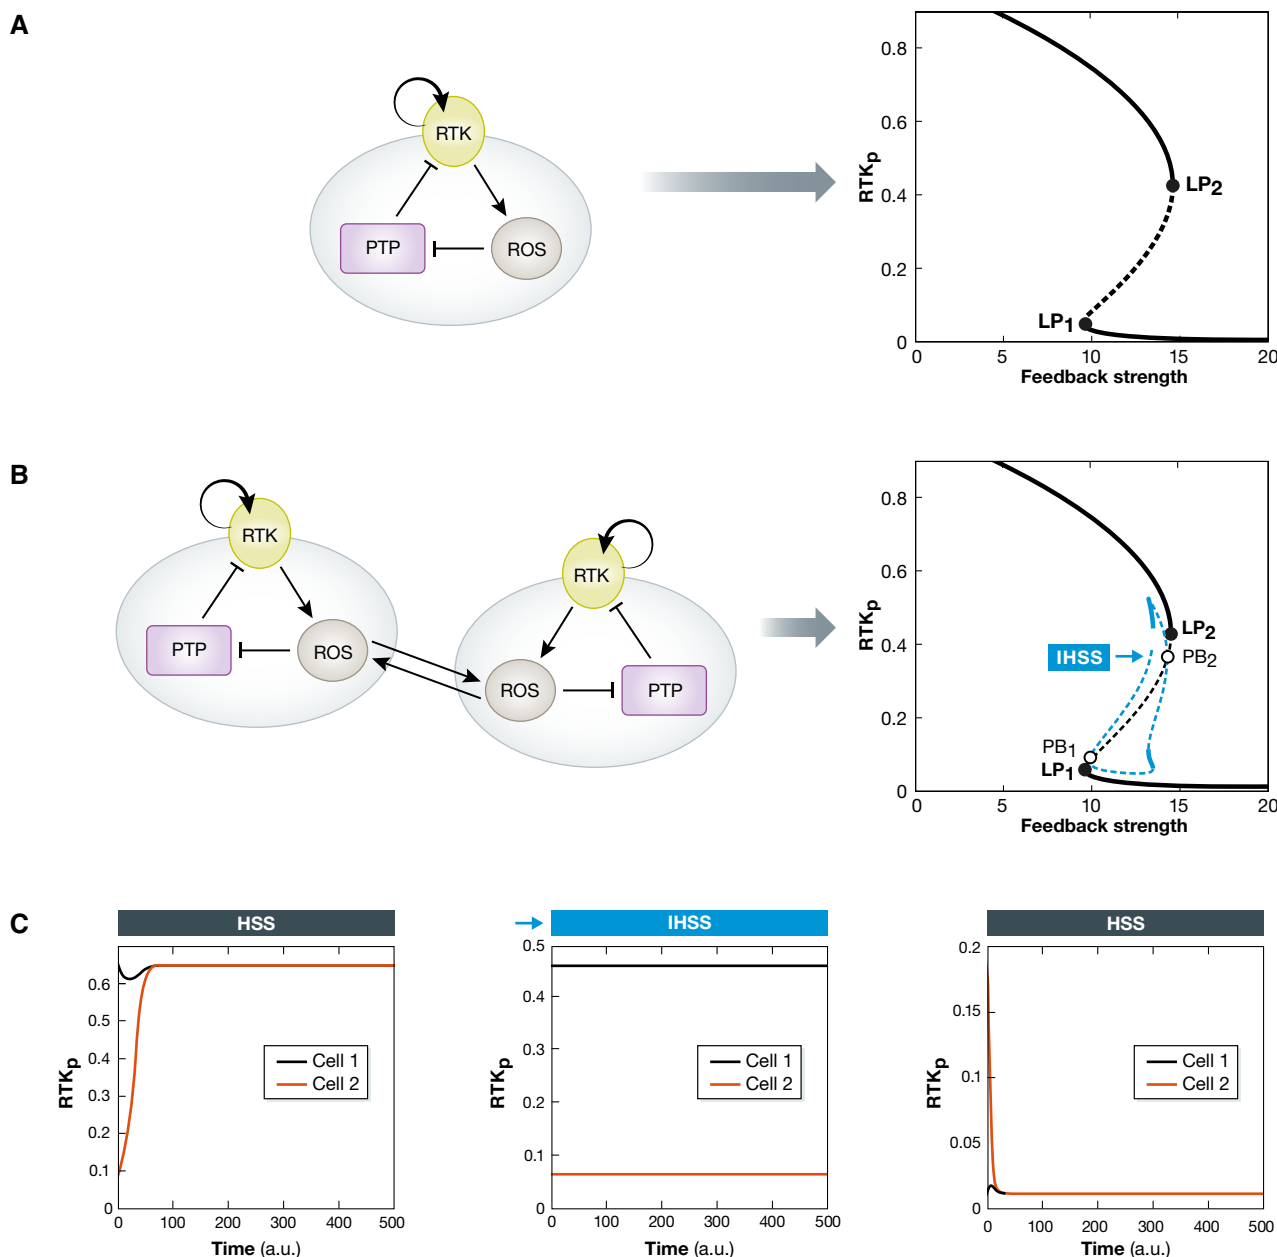 A
RTK
PTP
ROS
RTKp
0.8
0.6
0.4
0.2
0
LP2
LP1
0 5 10 15 20
Feedback strength
B
RTK
PTP
ROS
RTK
ROS
PTP
RTKp
0.8
0.6
0.4
0.2
0
LP2
IHSS
PB2
PB1
LP1
0 5 10 15 20
Feedback strength
C
HSS
RTKp
0.6
0.5
0.4
0.3
0.2
0.1
0
Cell 1
Cell 2
0 100 200 300 400 500
Time (a.u.)
IHSS
RTKp
0.5
0.4
0.3
0.2
0.1
0
Cell 1
Cell 2
0 100 200 300 400 500
Time (a.u.)
HSS
RTKp
0.2
0.15
0.1
0.05
0
Cell 1
Cell 2
0 100 200 300 400 500
Time (a.u.)